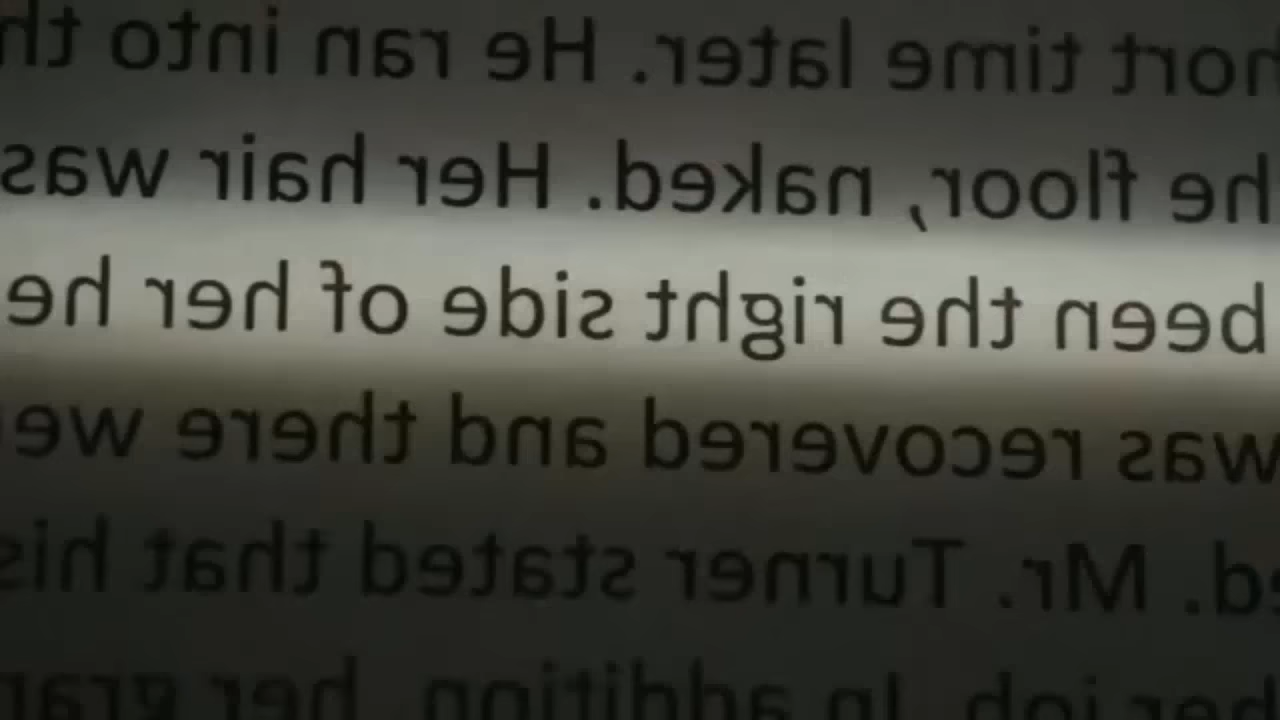 hort time later. He ran into th
he floor, naked. Her hair was
been the right side of her he
was recovered and there we
ed. Mr. Turner stated that his
her job. In addition, her gran